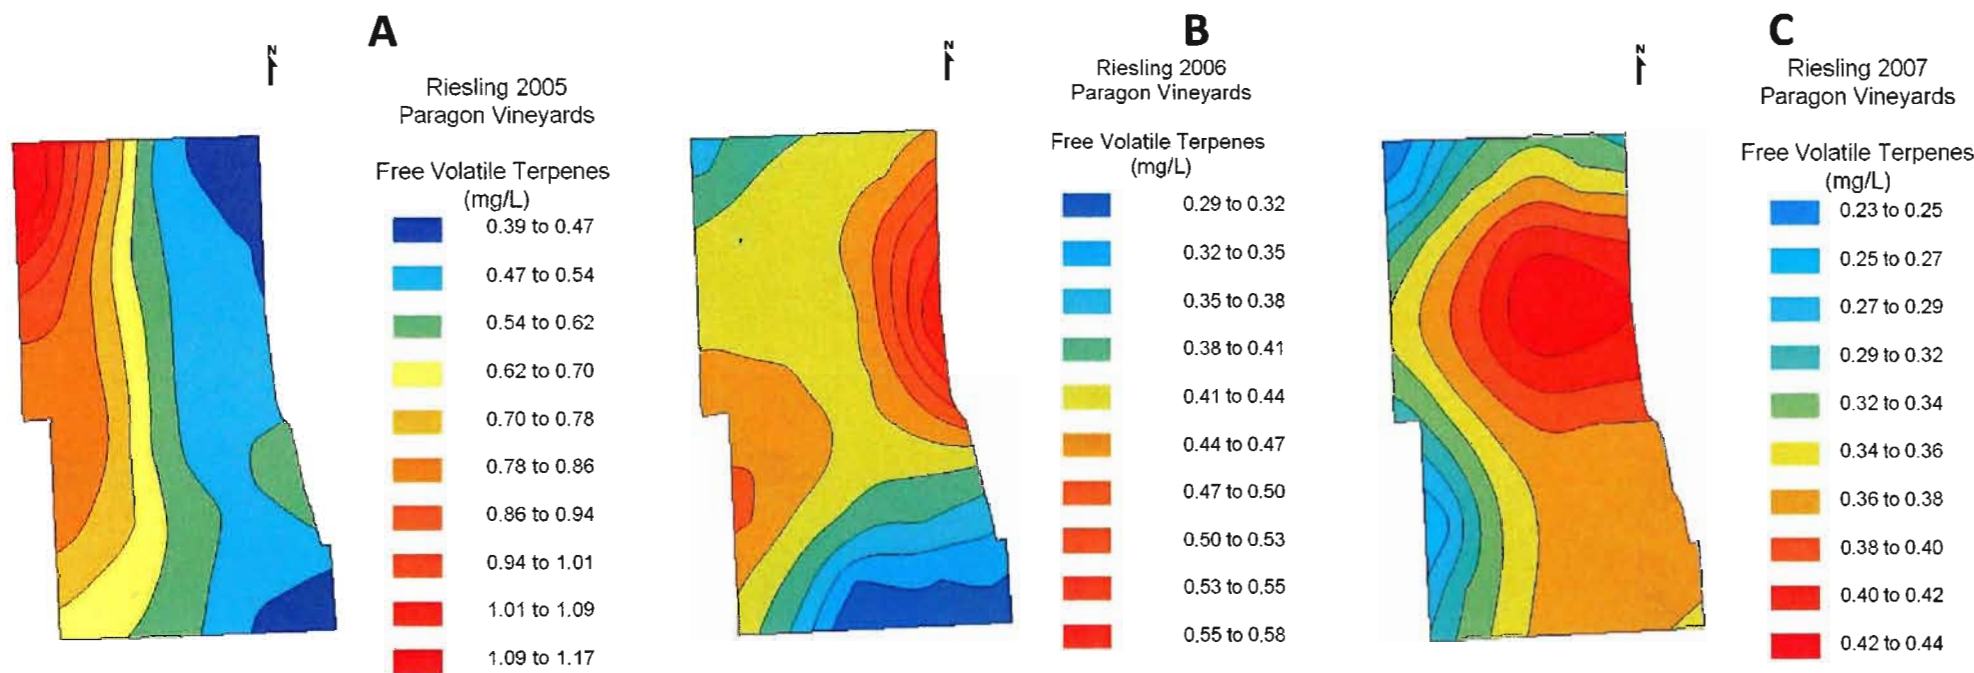 A
N
Riesling 2005
Paragon Vineyards
Free Volatile Terpenes
(mg/L)
0.39 to 0.47
0.47 to 0.54
0.54 to 0.62
0.62 to 0.70
0.70 to 0.78
0.78 to 0.86
0.86 to 0.94
0.94 to 1.01
1.01 to 1.09
1.09 to 1.17
B
N
Riesling 2006
Paragon Vineyards
Free Volatile Terpenes
(mg/L)
0.29 to 0.32
0.32 to 0.35
0.35 to 0.38
0.38 to 0.41
0.41 to 0.44
0.44 to 0.47
0.47 to 0.50
0.50 to 0.53
0.53 to 0.55
0.55 to 0.58
C
N
Riesling 2007
Paragon Vineyards
Free Volatile Terpenes
(mg/L)
0.23 to 0.25
0.25 to 0.27
0.27 to 0.29
0.29 to 0.32
0.32 to 0.34
0.34 to 0.36
0.36 to 0.38
0.38 to 0.40
0.40 to 0.42
0.42 to 0.44